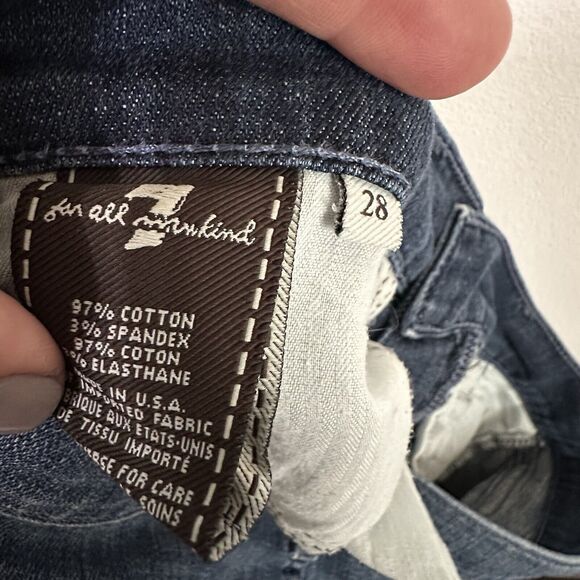 7
for all mankind
28
97% COTTON
3% SPANDEX
97% COTON
% ELASTHANE
IN U.S.A.
FABRIC
AUX ETATS-UNIS
DE TISSU IMPORTÉ
FOR CARE
SOINS